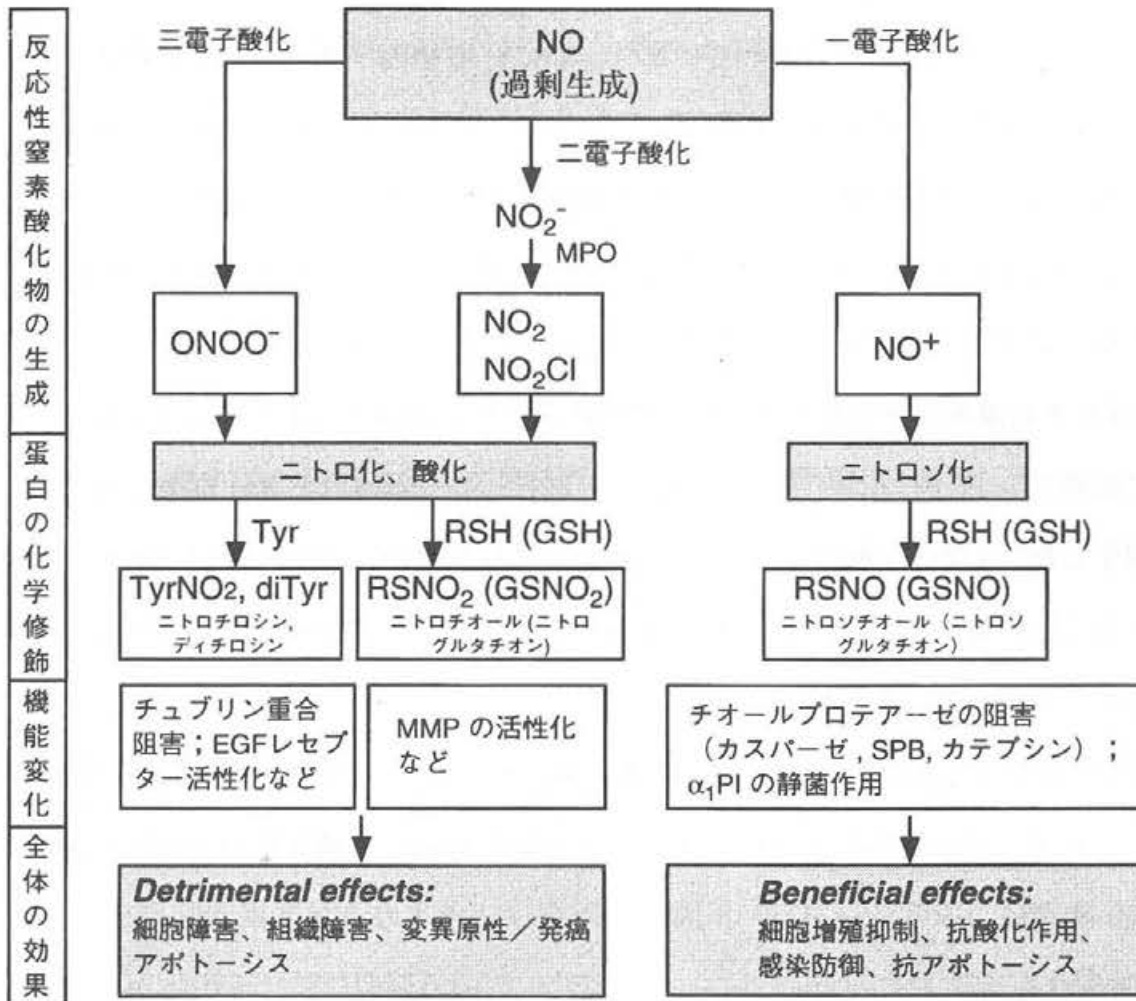 反応性窒素酸化物の生成
三電子酸化
NO
(過剰生成)
一電子酸化
二電子酸化
NO₂⁻
MPO
ONOO⁻
NO₂
NO₂Cl
NO⁺
蛋白の化学修飾
ニトロ化、酸化
ニトロソ化
Tyr
RSH (GSH)
RSH (GSH)
TyrNO₂, diTyr
ニトロチロシン,
ディチロシン
RSNO₂ (GSNO₂)
ニトロチオール (ニトロ
グルタチオン)
RSNO (GSNO)
ニトロソチオール（ニトロソ
グルタチオン）
機能変化
チュブリン重合
阻害；EGFレセプ
ター活性化など
MMP の活性化
など
チオールプロテアーゼの阻害
（カスパーゼ , SPB, カテプシン）；
α₁PI の静菌作用
全体の効果
Detrimental effects:
細胞障害、組織障害、変異原性／発癌
アポトーシス
Beneficial effects:
細胞増殖抑制、抗酸化作用、
感染防御、抗アポトーシス